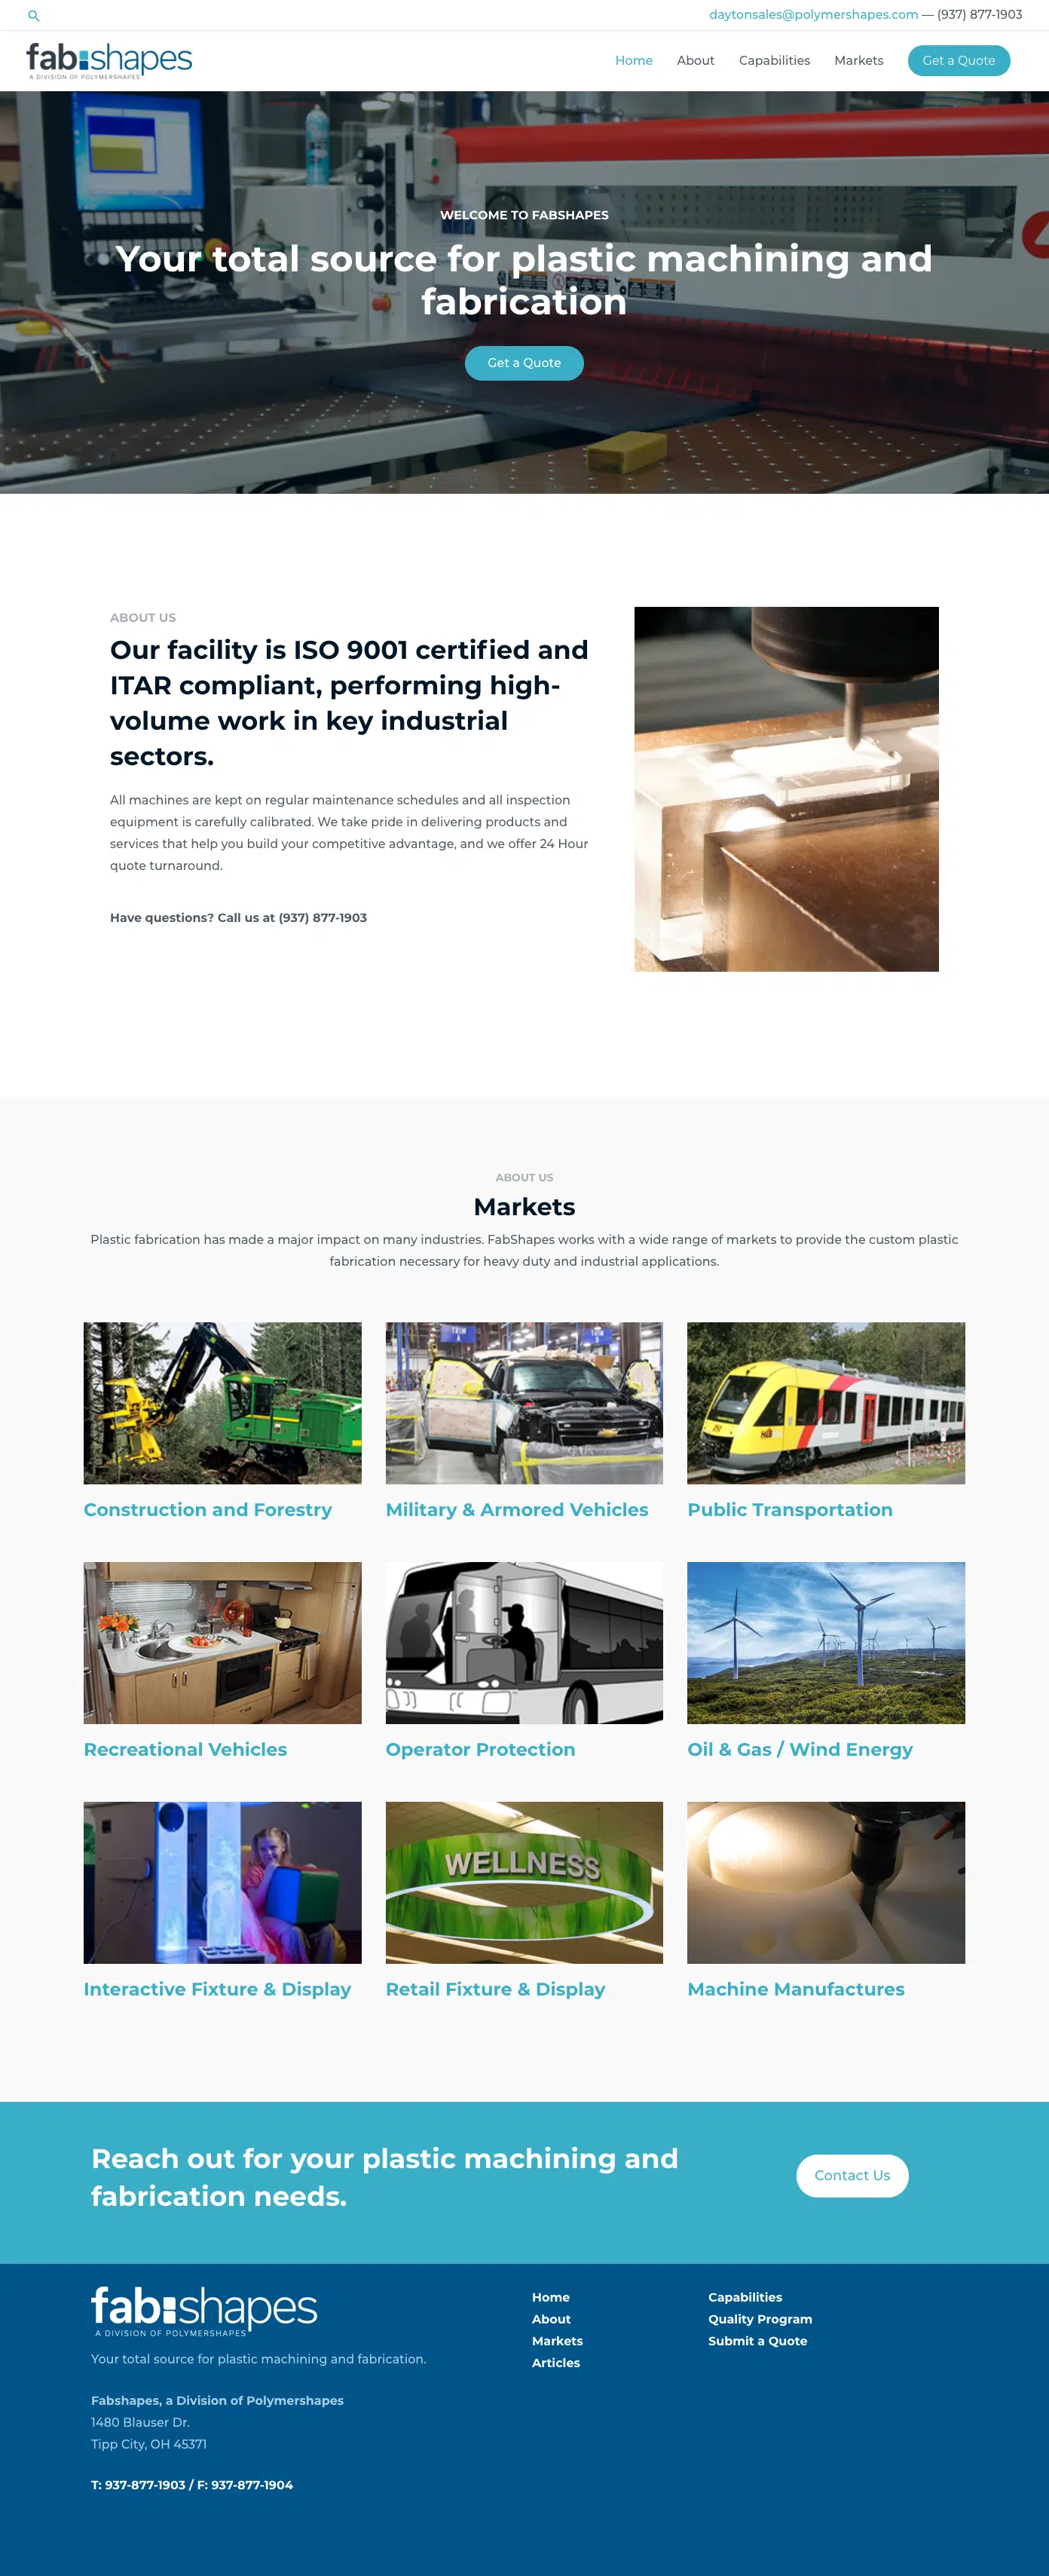 daytonsales@polymershapes.com — (937) 877-1903
fab:shapes
A DIVISION OF POLYMERSHAPES
Home About Capabilities Markets Get a Quote
WELCOME TO FABSHAPES
Your total source for plastic machining and
fabrication
Get a Quote
ABOUT US
Our facility is ISO 9001 certified and
ITAR compliant, performing high-
volume work in key industrial
sectors.
All machines are kept on regular maintenance schedules and all inspection
equipment is carefully calibrated. We take pride in delivering products and
services that help you build your competitive advantage, and we offer 24 Hour
quote turnaround.
Have questions? Call us at (937) 877-1903
ABOUT US
Markets
Plastic fabrication has made a major impact on many industries. FabShapes works with a wide range of markets to provide the custom plastic
fabrication necessary for heavy duty and industrial applications.
TRIM
A
Construction and Forestry
Military & Armored Vehicles
Public Transportation
Recreational Vehicles
Operator Protection
Oil & Gas / Wind Energy
WELLNESS
Interactive Fixture & Display
Retail Fixture & Display
Machine Manufactures
Reach out for your plastic machining and
fabrication needs.
Contact Us
fab:shapes
A DIVISION OF POLYMERSHAPES
Your total source for plastic machining and fabrication.
Fabshapes, a Division of Polymershapes
1480 Blauser Dr.
Tipp City, OH 45371
T: 937-877-1903 / F: 937-877-1904
Home
About
Markets
Articles
Capabilities
Quality Program
Submit a Quote